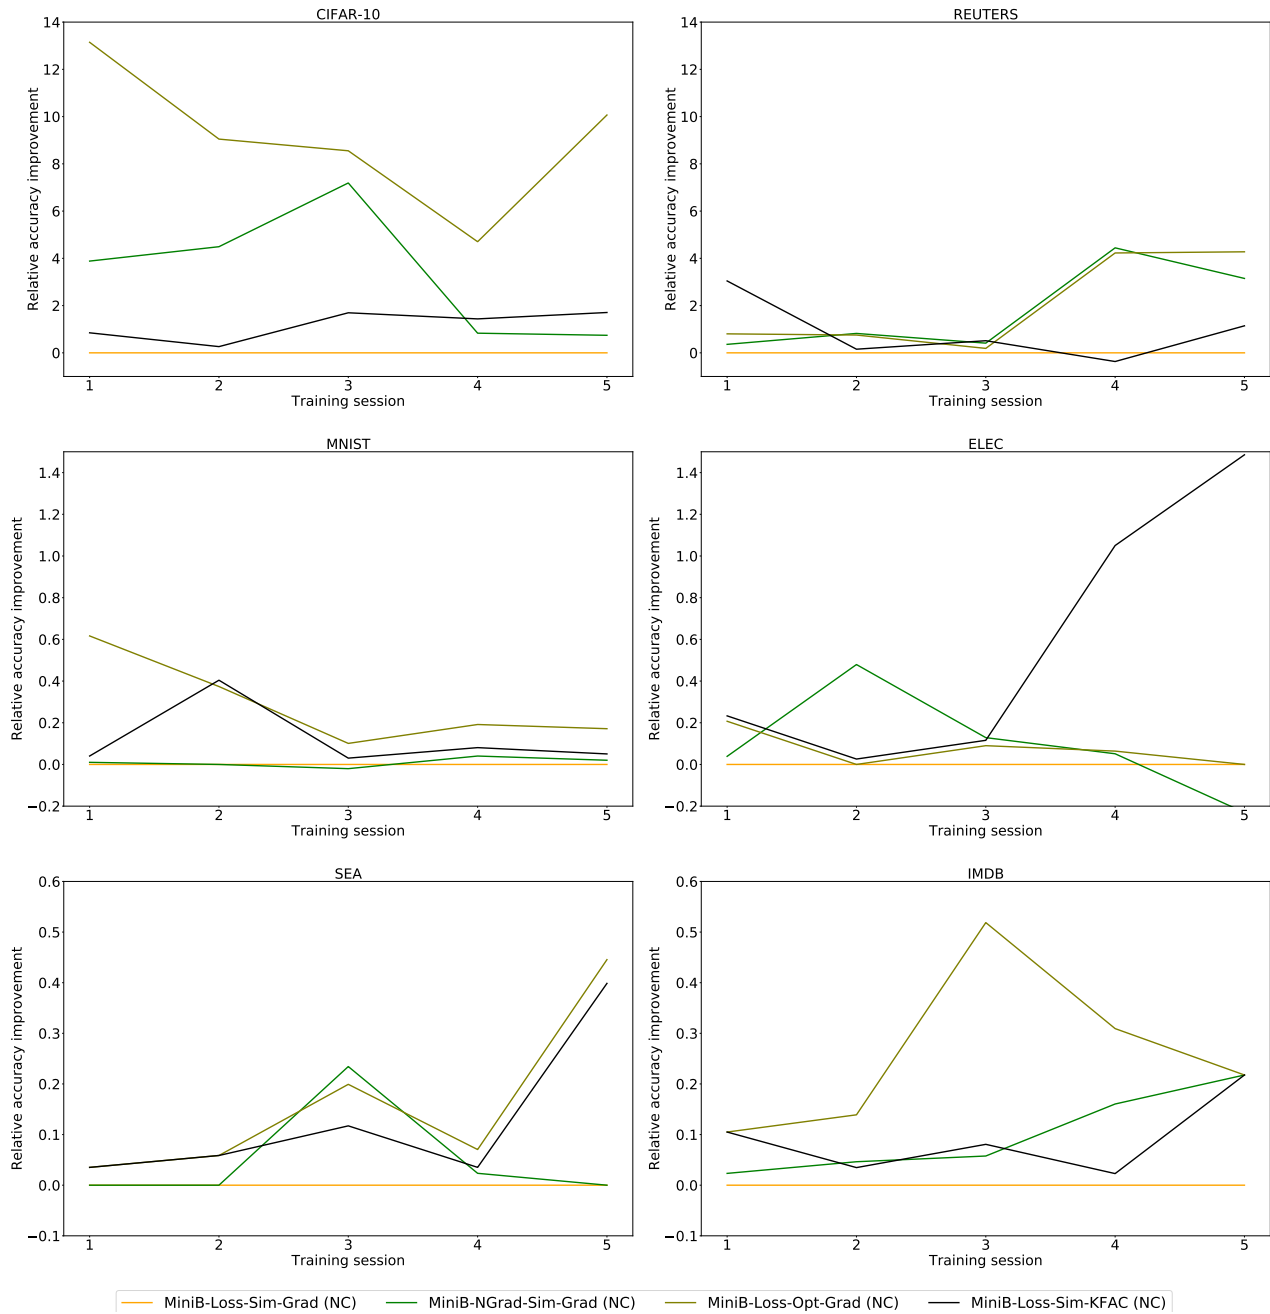 CIFAR-10
Relative accuracy improvement
14
12
10
8
6
4
2
0
1 2 3 4 5
Training session
REUTERS
Relative accuracy improvement
14
12
10
8
6
4
2
0
1 2 3 4 5
Training session
MNIST
Relative accuracy improvement
1.4
1.2
1.0
0.8
0.6
0.4
0.2
0.0
−0.2
1 2 3 4 5
Training session
ELEC
Relative accuracy improvement
1.4
1.2
1.0
0.8
0.6
0.4
0.2
0.0
−0.2
1 2 3 4 5
Training session
SEA
Relative accuracy improvement
0.6
0.5
0.4
0.3
0.2
0.1
0.0
−0.1
1 2 3 4 5
Training session
IMDB
Relative accuracy improvement
0.6
0.5
0.4
0.3
0.2
0.1
0.0
−0.1
1 2 3 4 5
Training session
MiniB-Loss-Sim-Grad (NC) MiniB-NGrad-Sim-Grad (NC) MiniB-Loss-Opt-Grad (NC) MiniB-Loss-Sim-KFAC (NC)